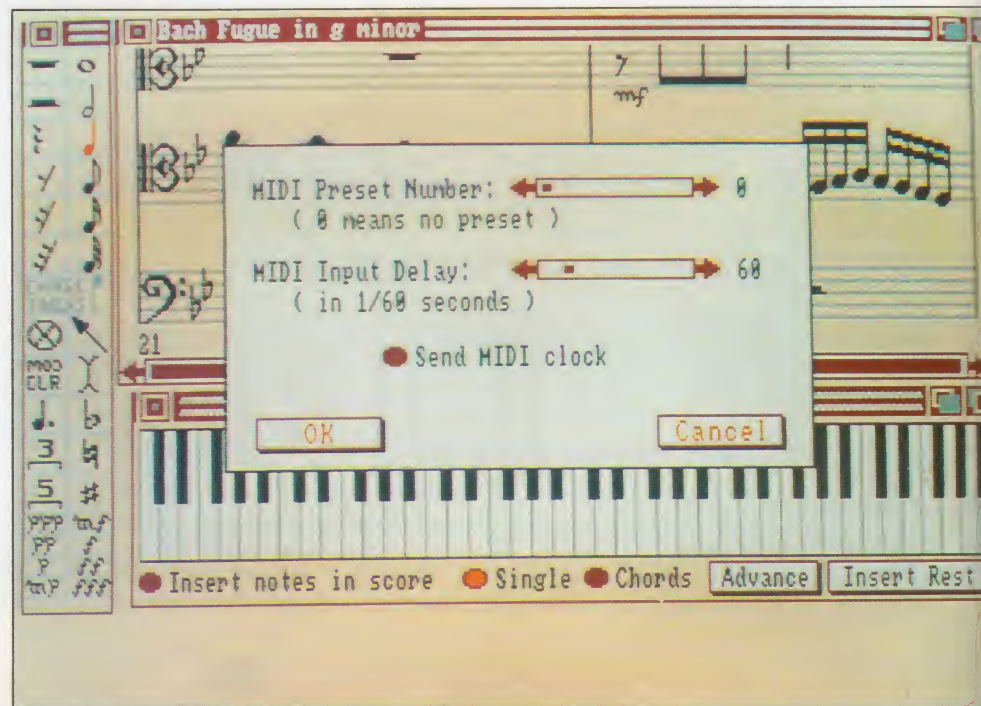 Bach Fugue in g minor
mf
MIDI Preset Number: 0
( 0 means no preset )
MIDI Input Delay: 60
( in 1/60 seconds )
Send MIDI clock
OK
Cancel
21
MOD
CLR
3
5
ppp
pp
p
mp
mf
f
ff
fff
Insert notes in score
Single
Chords
Advance
Insert Rest